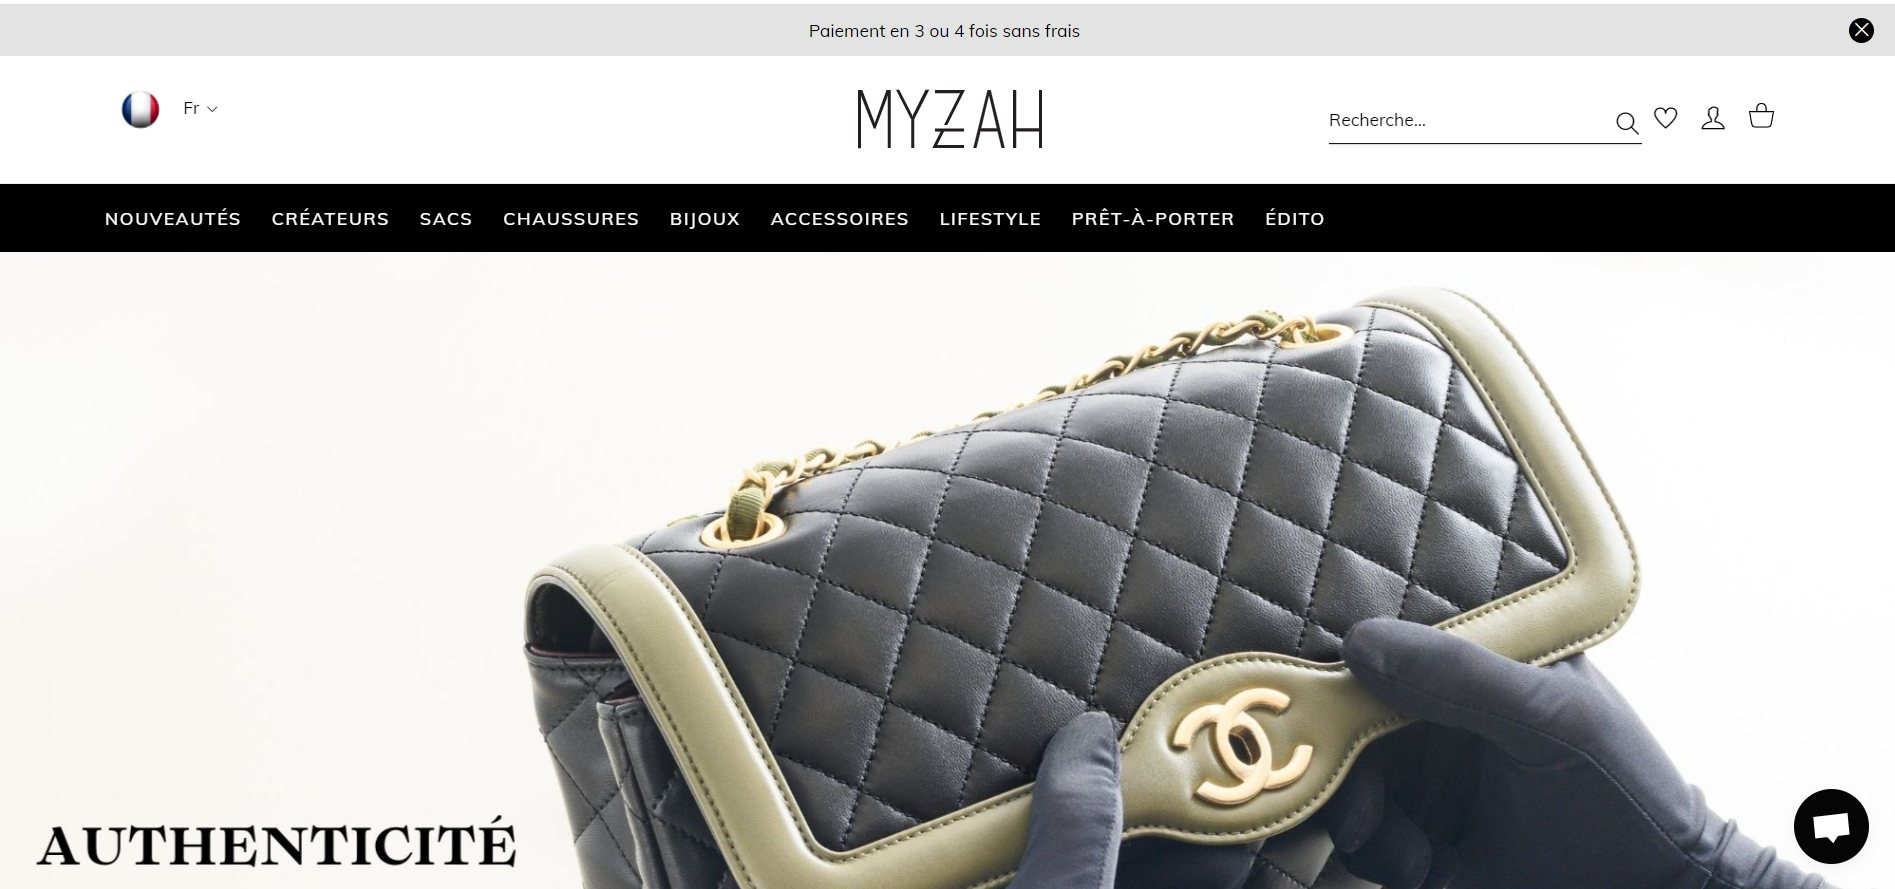 Paiement en 3 ou 4 fois sans frais
Fr
MYZAH
Recherche...
NOUVEAUTÉS CRÉATEURS SACS CHAUSSURES BIJOUX ACCESSOIRES LIFESTYLE PRÊT-À-PORTER ÉDITO
AUTHENTICITÉ